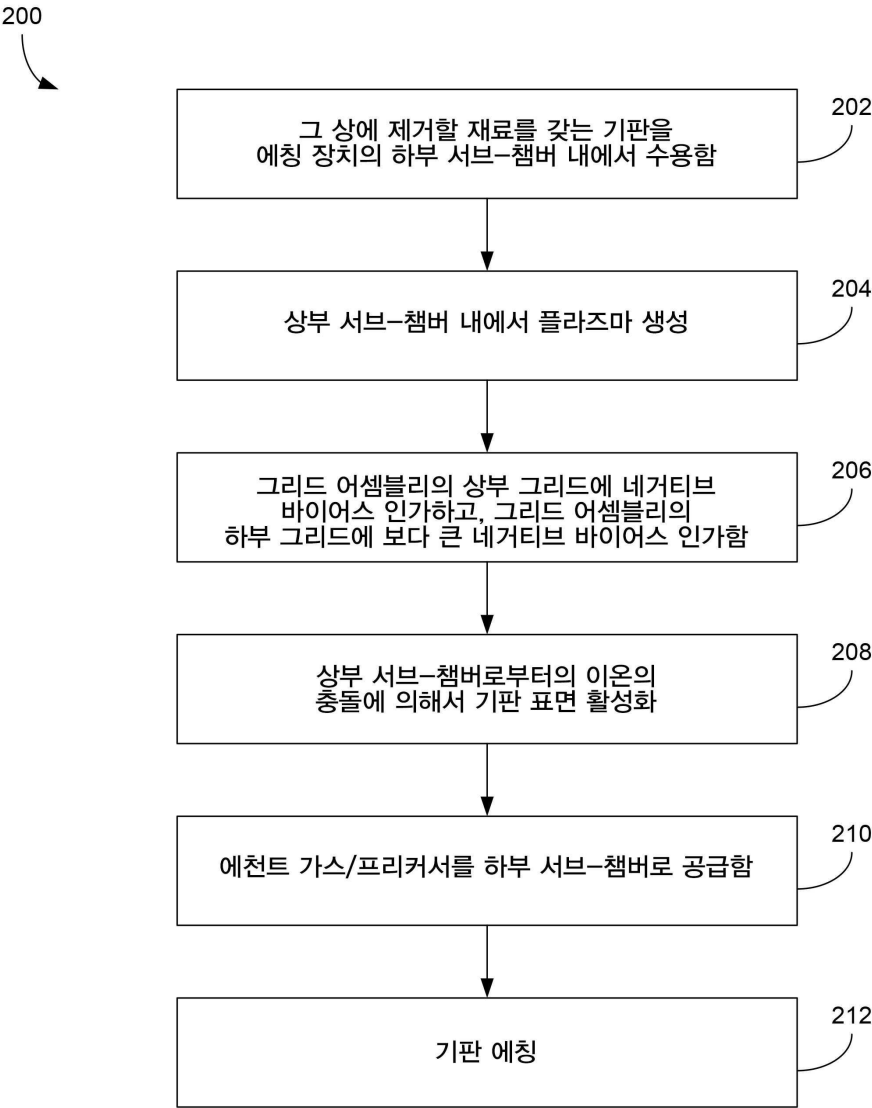 200
그 상에 제거할 재료를 갖는 기판을
에칭 장치의 하부 서브-챔버 내에서 수용함
202
상부 서브-챔버 내에서 플라즈마 생성
204
그리드 어셈블리의 상부 그리드에 네거티브
바이어스 인가하고, 그리드 어셈블리의
하부 그리드에 보다 큰 네거티브 바이어스 인가함
206
상부 서브-챔버로부터의 이온의
충돌에 의해서 기판 표면 활성화
208
에천트 가스/프리커서를 하부 서브-챔버로 공급함
210
기판 에칭
212